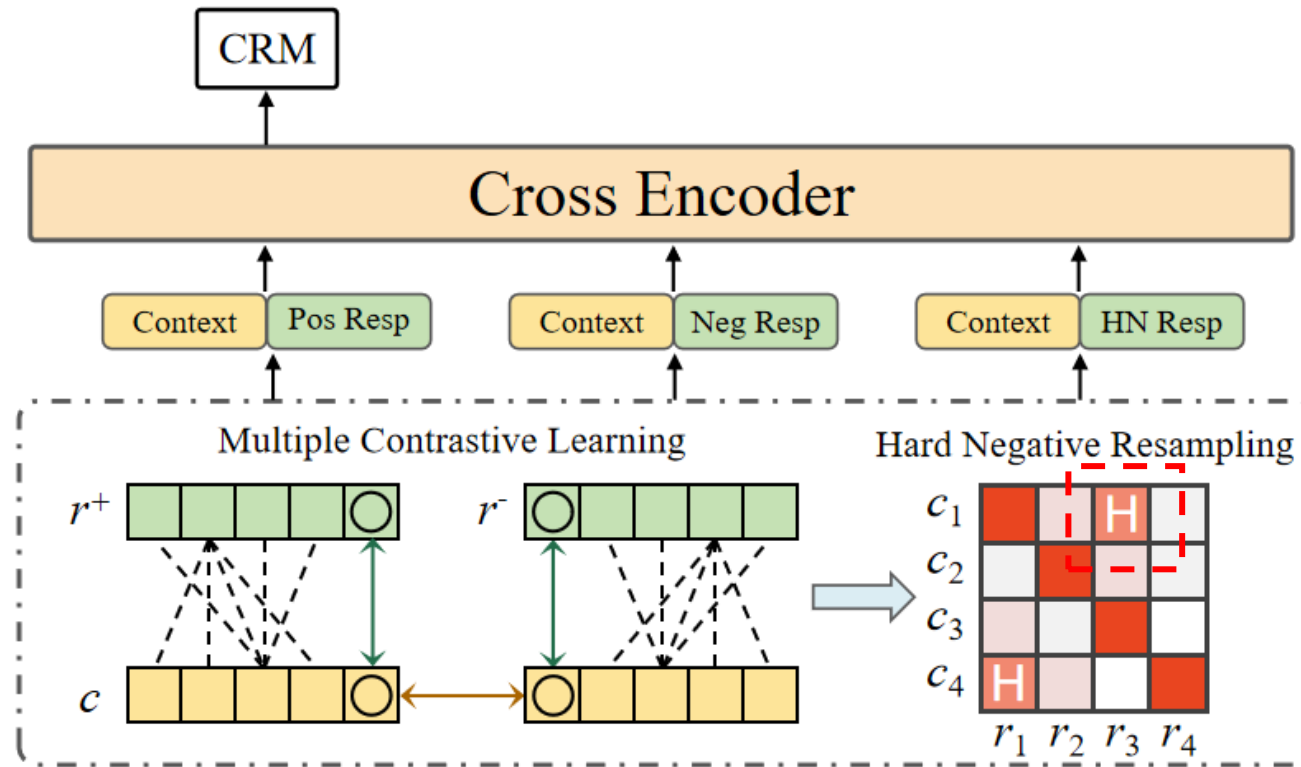 CRM
Cross Encoder
Context Pos Resp Context Neg Resp Context HN Resp
Multiple Contrastive Learning Hard Negative Resampling
r⁺ r⁻ c₁ H
c₂
c₃
c c₄ H
r₁ r₂ r₃ r₄